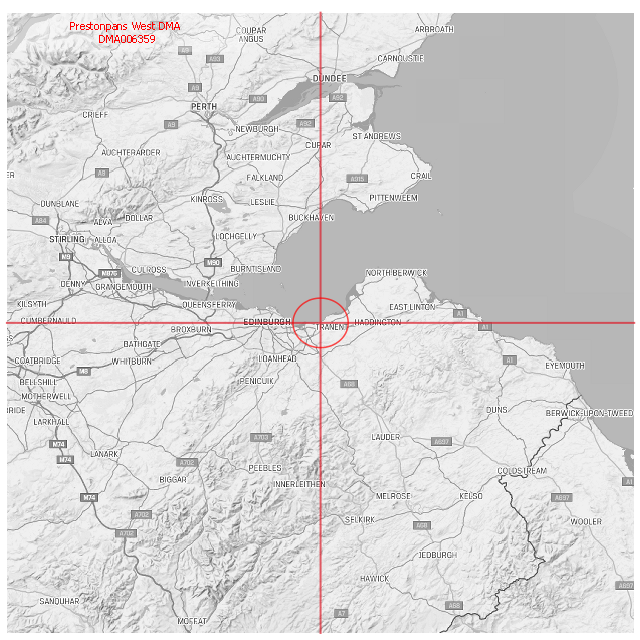 Prestonpans West DMA
DMA006359
COUPAR
ANGUS
ARBROATH
A9
A93
CARNOUSTIE
DUNDEE
A9
A90
A92
PERTH
CRIEFF
A9
NEWBURGH
A912
ST ANDREWS
CUPAR
AUCHTERARDER
AUCHTERMUCHTY
A9
FALKLAND
A915
CRAIL
KINROSS
LESLIE
PITTENWEEM
DUNBLANE
DOLLAR
BUCKHAVEN
A84
ALVA
STIRLING
ALLOA
LOCHGELLY
M9
M90
BURNTISLAND
M876
CULROSS
NORTH BERWICK
DENNY
GRANGEMOUTH
INVERKEITHING
KILSYTH
QUEENSFERRY
EAST LINTON
A1
CUMBERNAULD
EDINBURGH
HADDINGTON
BROXBURN
TRANENT
A1
BATHGATE
COATBRIDGE
WHITBURN
LOANHEAD
A1
EYEMOUTH
M8
BELLSHILL
PENICUIK
A68
MOTHERWELL
BRIDE
DUNS
BERWICK-UPON-TWEED
LARKHALL
A703
LAUDER
A697
M74
LANARK
M74
A702
PEEBLES
COLDSTREAM
BIGGAR
INNERLEITHEN
A1
M74
MELROSE
KELSO
A697
A702
SELKIRK
A68
WOOLER
A702
JEDBURGH
HAWICK
A697
SANQUHAR
A68
MOFFAT
A7